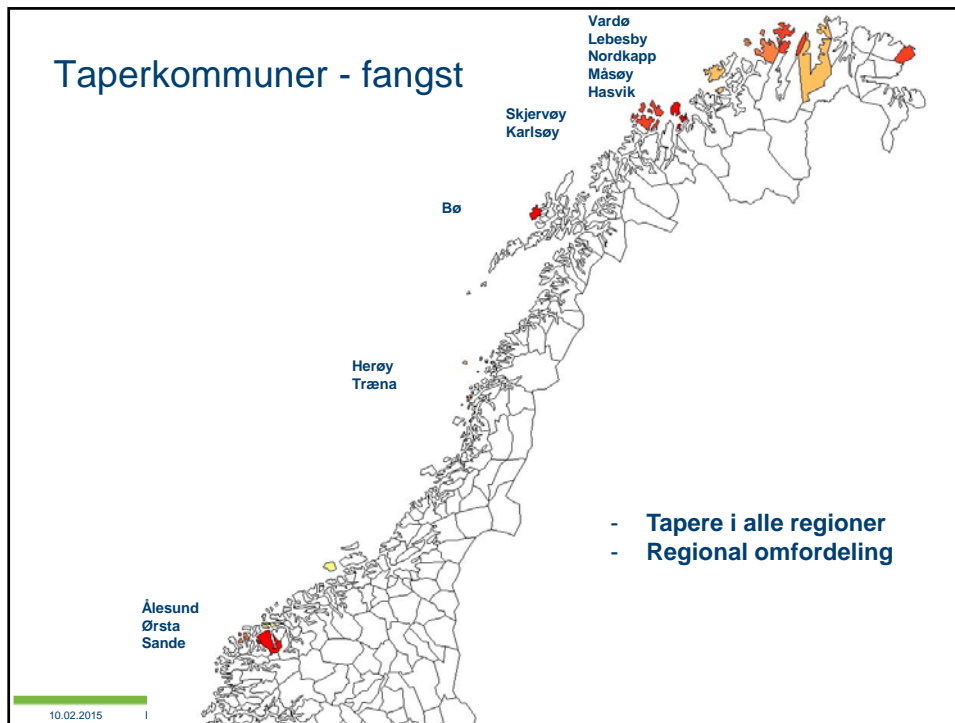 Taperkommuner - fangst
Vardø
Lebesby
Nordkapp
Måsøy
Hasvik
Skjervøy
Karlsøy
Bø
Herøy
Træna
- Tapere i alle regioner
- Regional omfordeling
Ålesund
Ørsta
Sande
10.02.2015